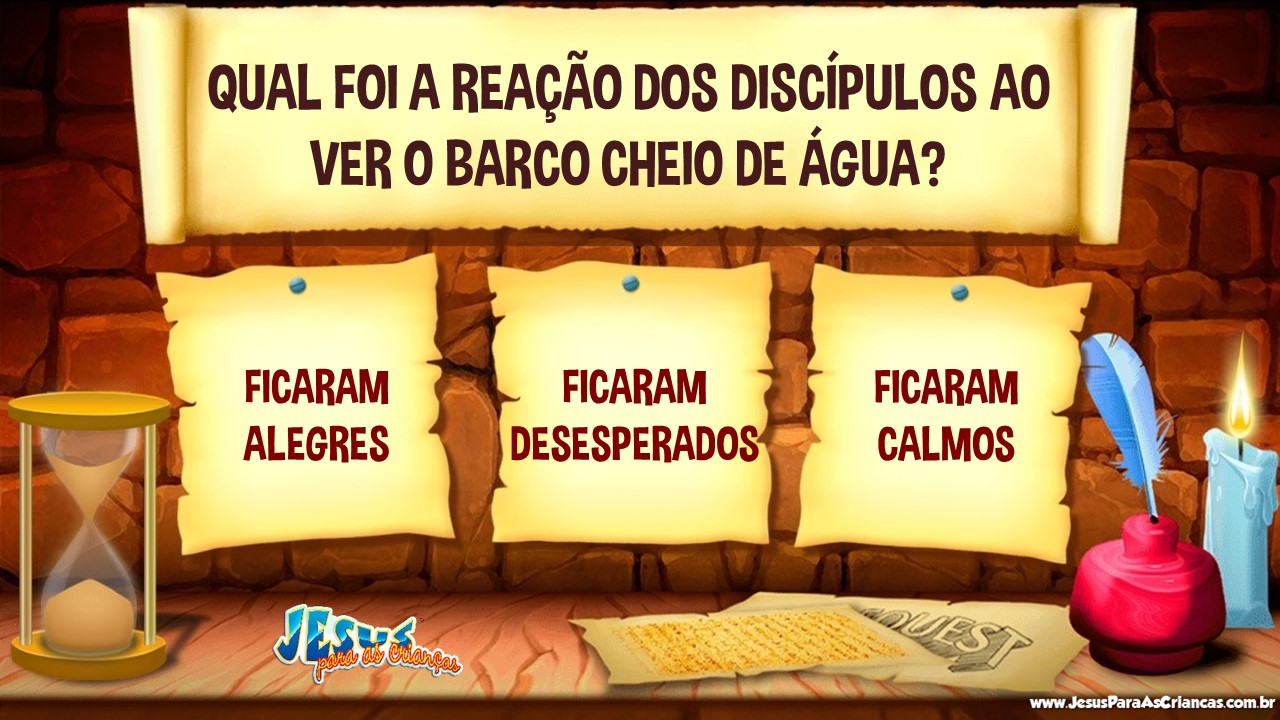 QUAL FOI A REAÇÃO DOS DISCÍPULOS AO
VER O BARCO CHEIO DE ÁGUA?
FICARAM
ALEGRES
FICARAM
DESESPERADOS
FICARAM
CALMOS
JESUS
para as crianças
QUEST
www.JesusParaAsCriancas.com.br